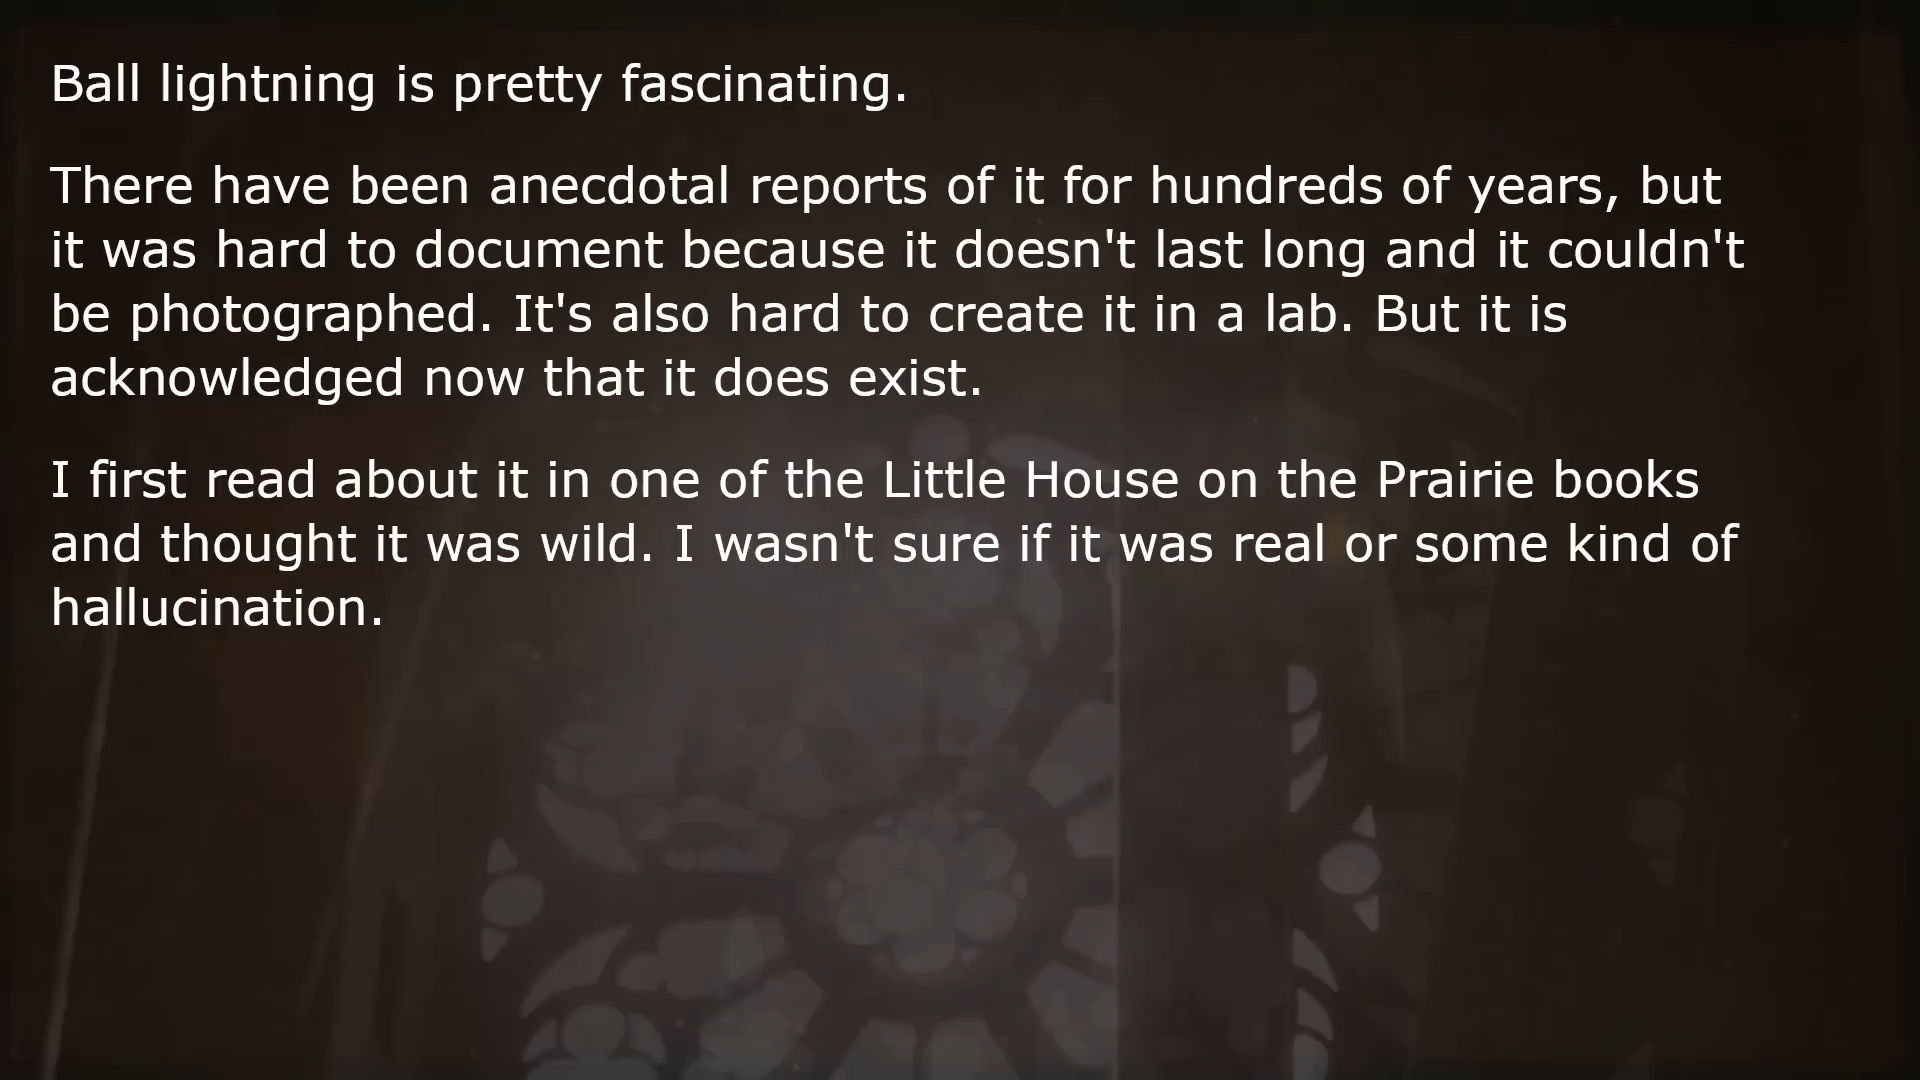 Ball lightning is pretty fascinating.
There have been anecdotal reports of it for hundreds of years, but
it was hard to document because it doesn't last long and it couldn't
be photographed. It's also hard to create it in a lab. But it is
acknowledged now that it does exist.
I first read about it in one of the Little House on the Prairie books
and thought it was wild. I wasn't sure if it was real or some kind of
hallucination.